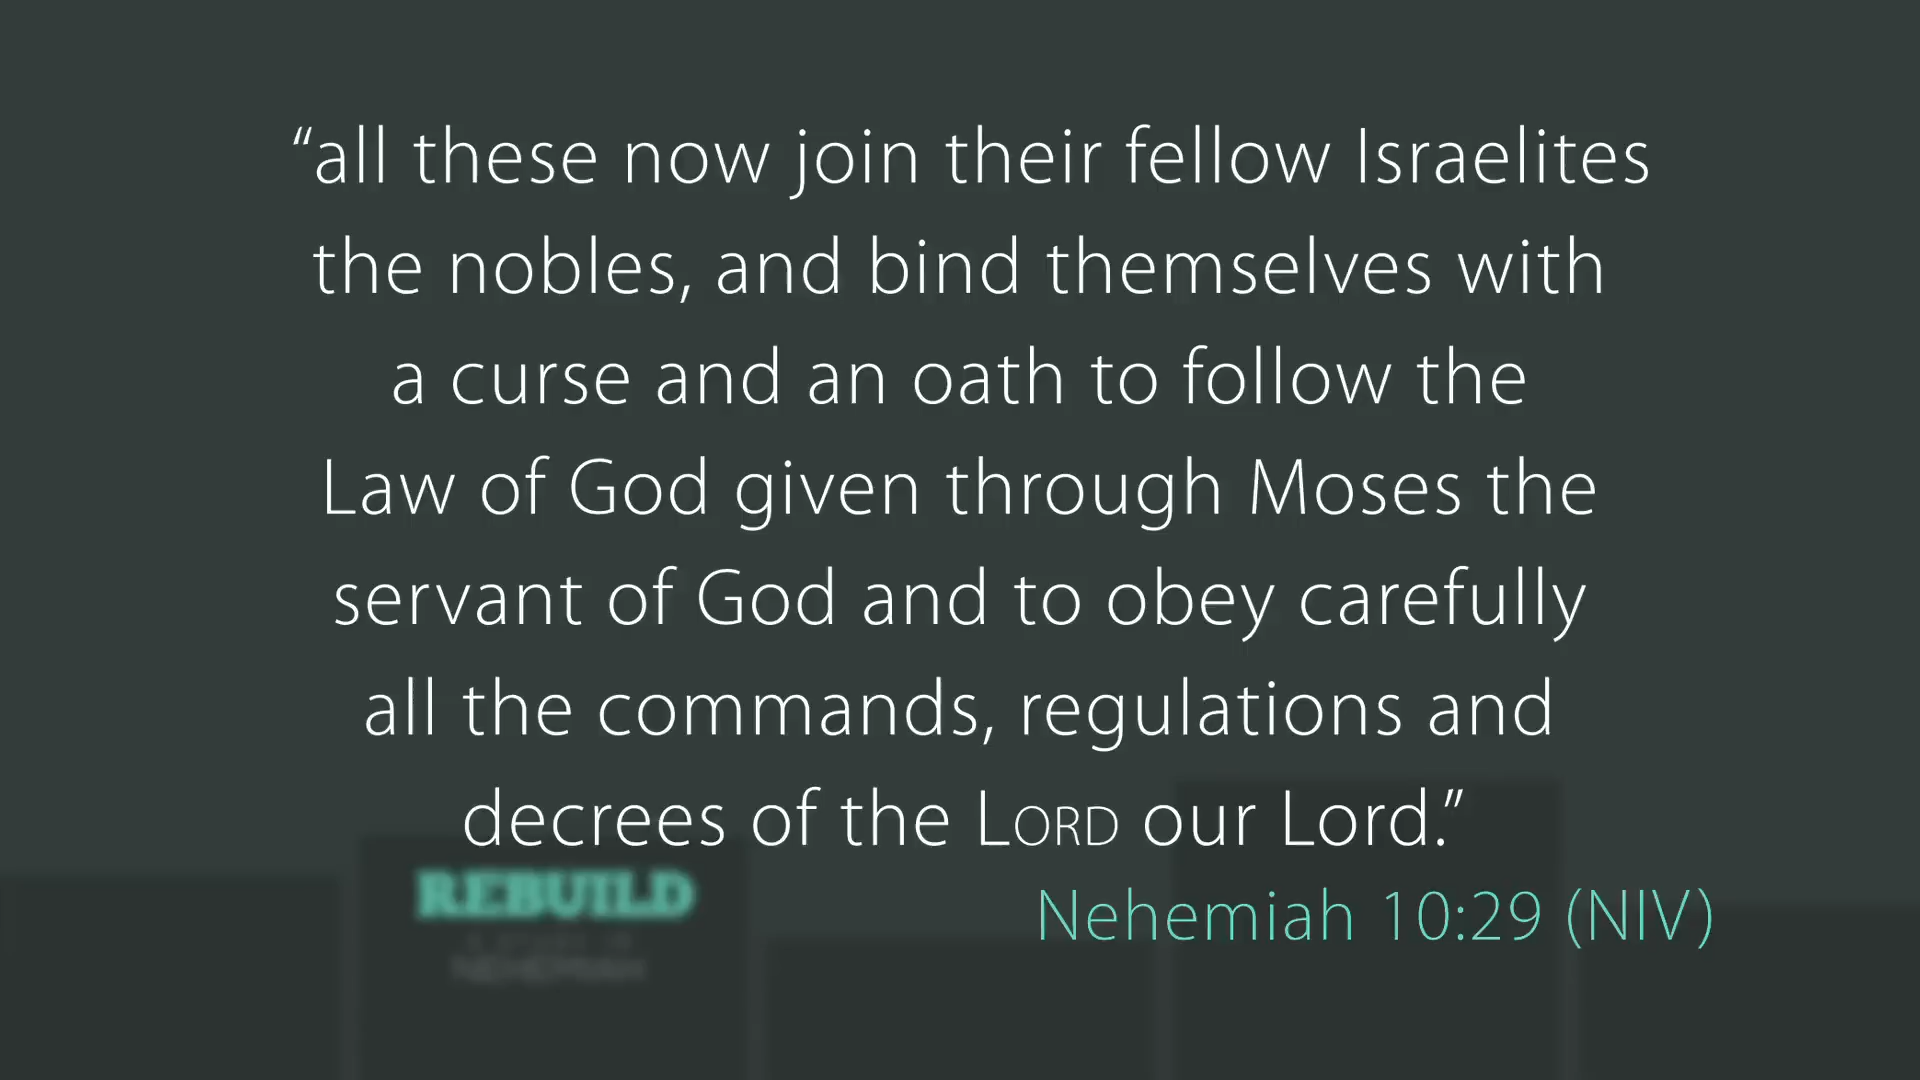 “all these now join their fellow Israelites
the nobles, and bind themselves with
a curse and an oath to follow the
Law of God given through Moses the
servant of God and to obey carefully
all the commands, regulations and
decrees of the LORD our Lord.”
Nehemiah 10:29 (NIV)
REBUILD
NEHEMIAH